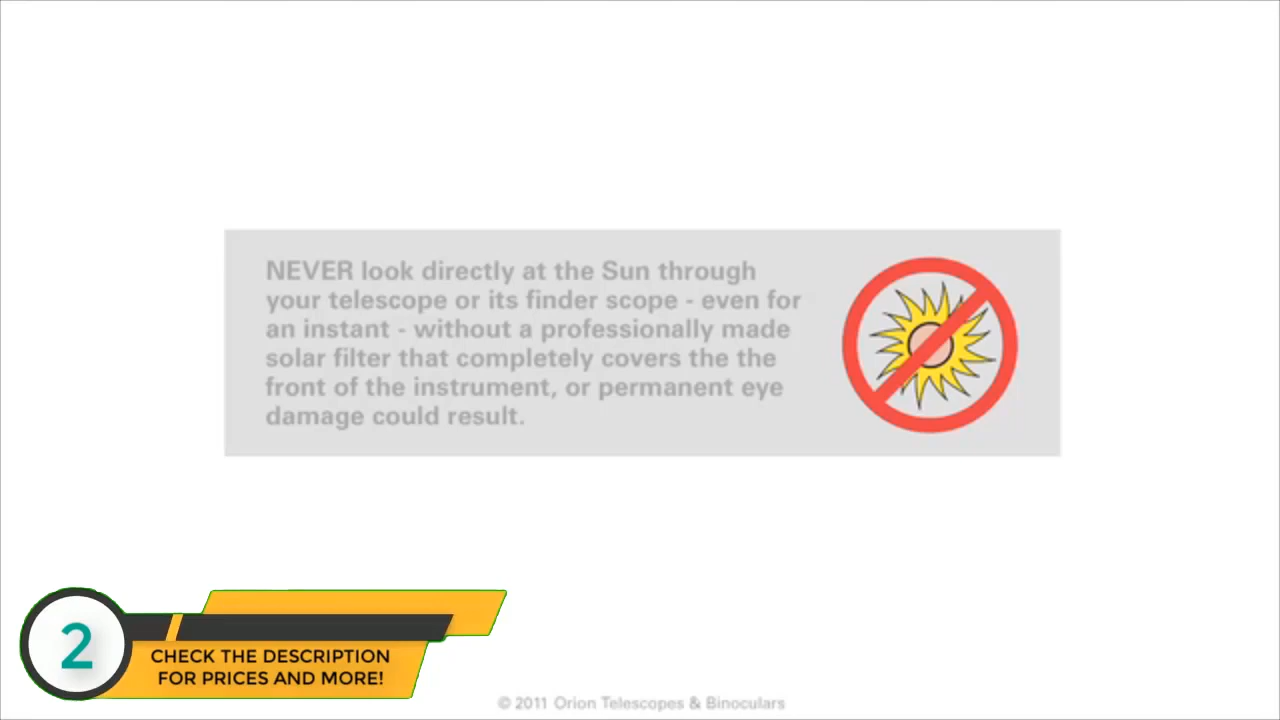 NEVER look directly at the Sun through
your telescope or its finder scope - even for
an instant - without a professionally made
solar filter that completely covers the the
front of the instrument, or permanent eye
damage could result.
2
CHECK THE DESCRIPTION
FOR PRICES AND MORE!
© 2011 Orion Telescopes & Binoculars